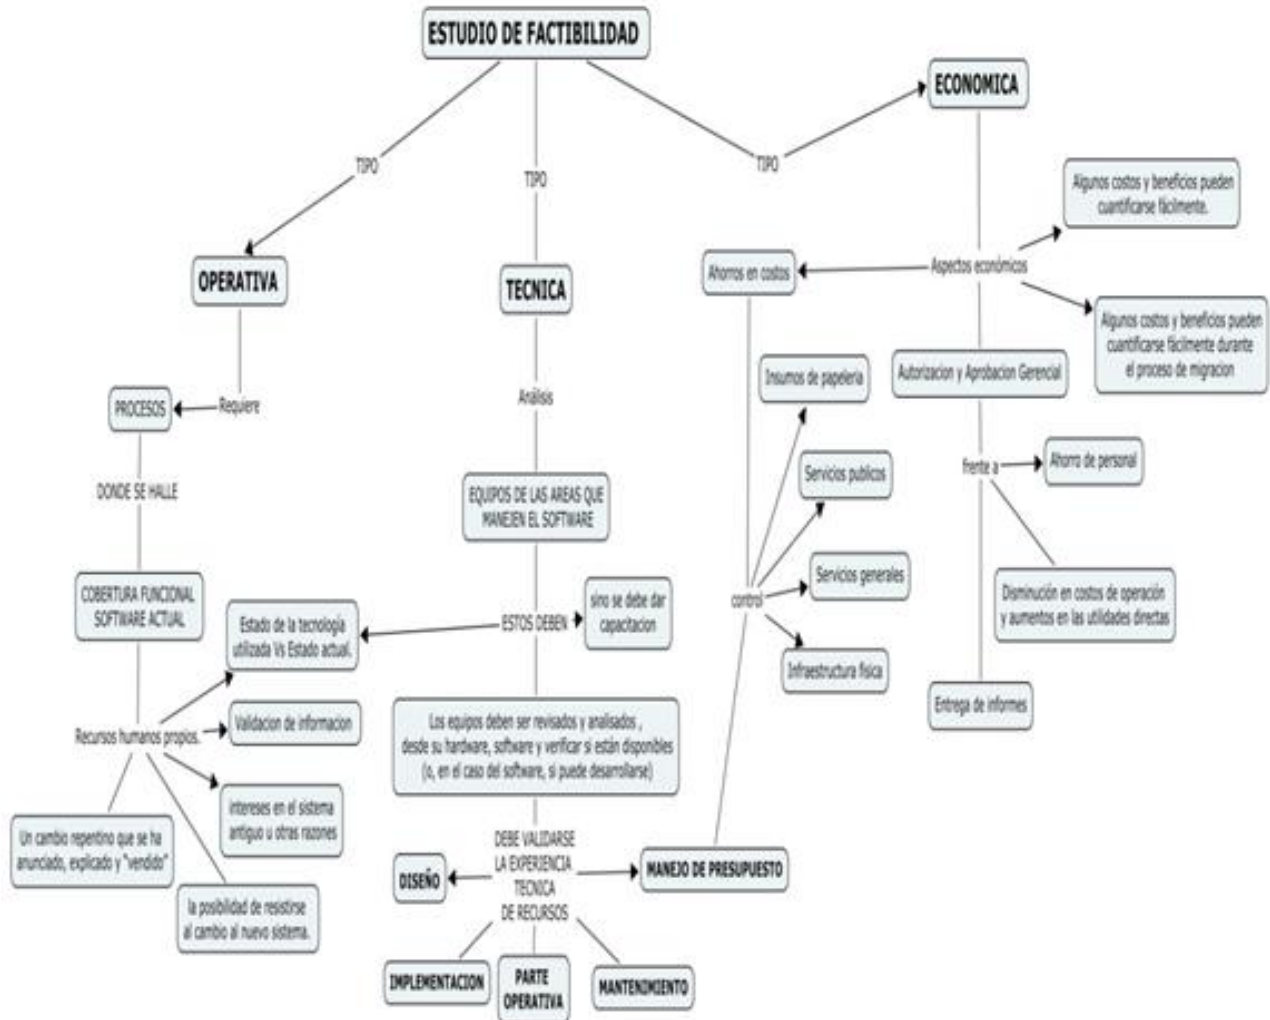 ESTUDIO DE FACTIBILIDAD
ECONOMICA
TIPO
TIPO
TIPO
Algunos costos y beneficios pueden
cuantificarse fàcilmente.
OPERATIVA
TECNICA
Ahorros en costos
Aspectos económicos
Algunos costos y beneficios pueden
cuantificarse fácilmente durante
el proceso de migracion
Insumos de papeleria
Autorizacion y Aprobacion Gerencial
PROCESOS
Requiere
Análisis
DONDE SE HALLE
EQUIPOS DE LAS AREAS QUE
MANEJEN EL SOFTWARE
Servicios publicos
frente a
Ahorro de personal
COBERTURA FUNCIONAL
SOFTWARE ACTUAL
Estado de la tecnología
utilizada Vs Estado actual.
ESTOS DEBEN
sino se debe dar
capacitacion
control
Servicios generales
Disminución en costos de operación
y aumentos en las utilidades directas
Infraestructura fisica
Entrega de informes
Recursos humanos propios.
Validacion de informacion
Los equipos deben ser revisados y analisados ,
desde su hardware, software y verificar si están disponibles
(o, en el caso del software, si puede desarrollarse)
intereses en el sistema
antiguo u otras razones
Un cambio repentino que se ha
anunciado, explicado y "vendido"
la posibilidad de resistirse
al cambio al nuevo sistema.
DEBE VALIDARSE
LA EXPERIENCIA
TECNICA
DE RECURSOS
DISEÑO
MANEJO DE PRESUPUESTO
IMPLEMENTACION
PARTE
OPERATIVA
MANTENIMIENTO